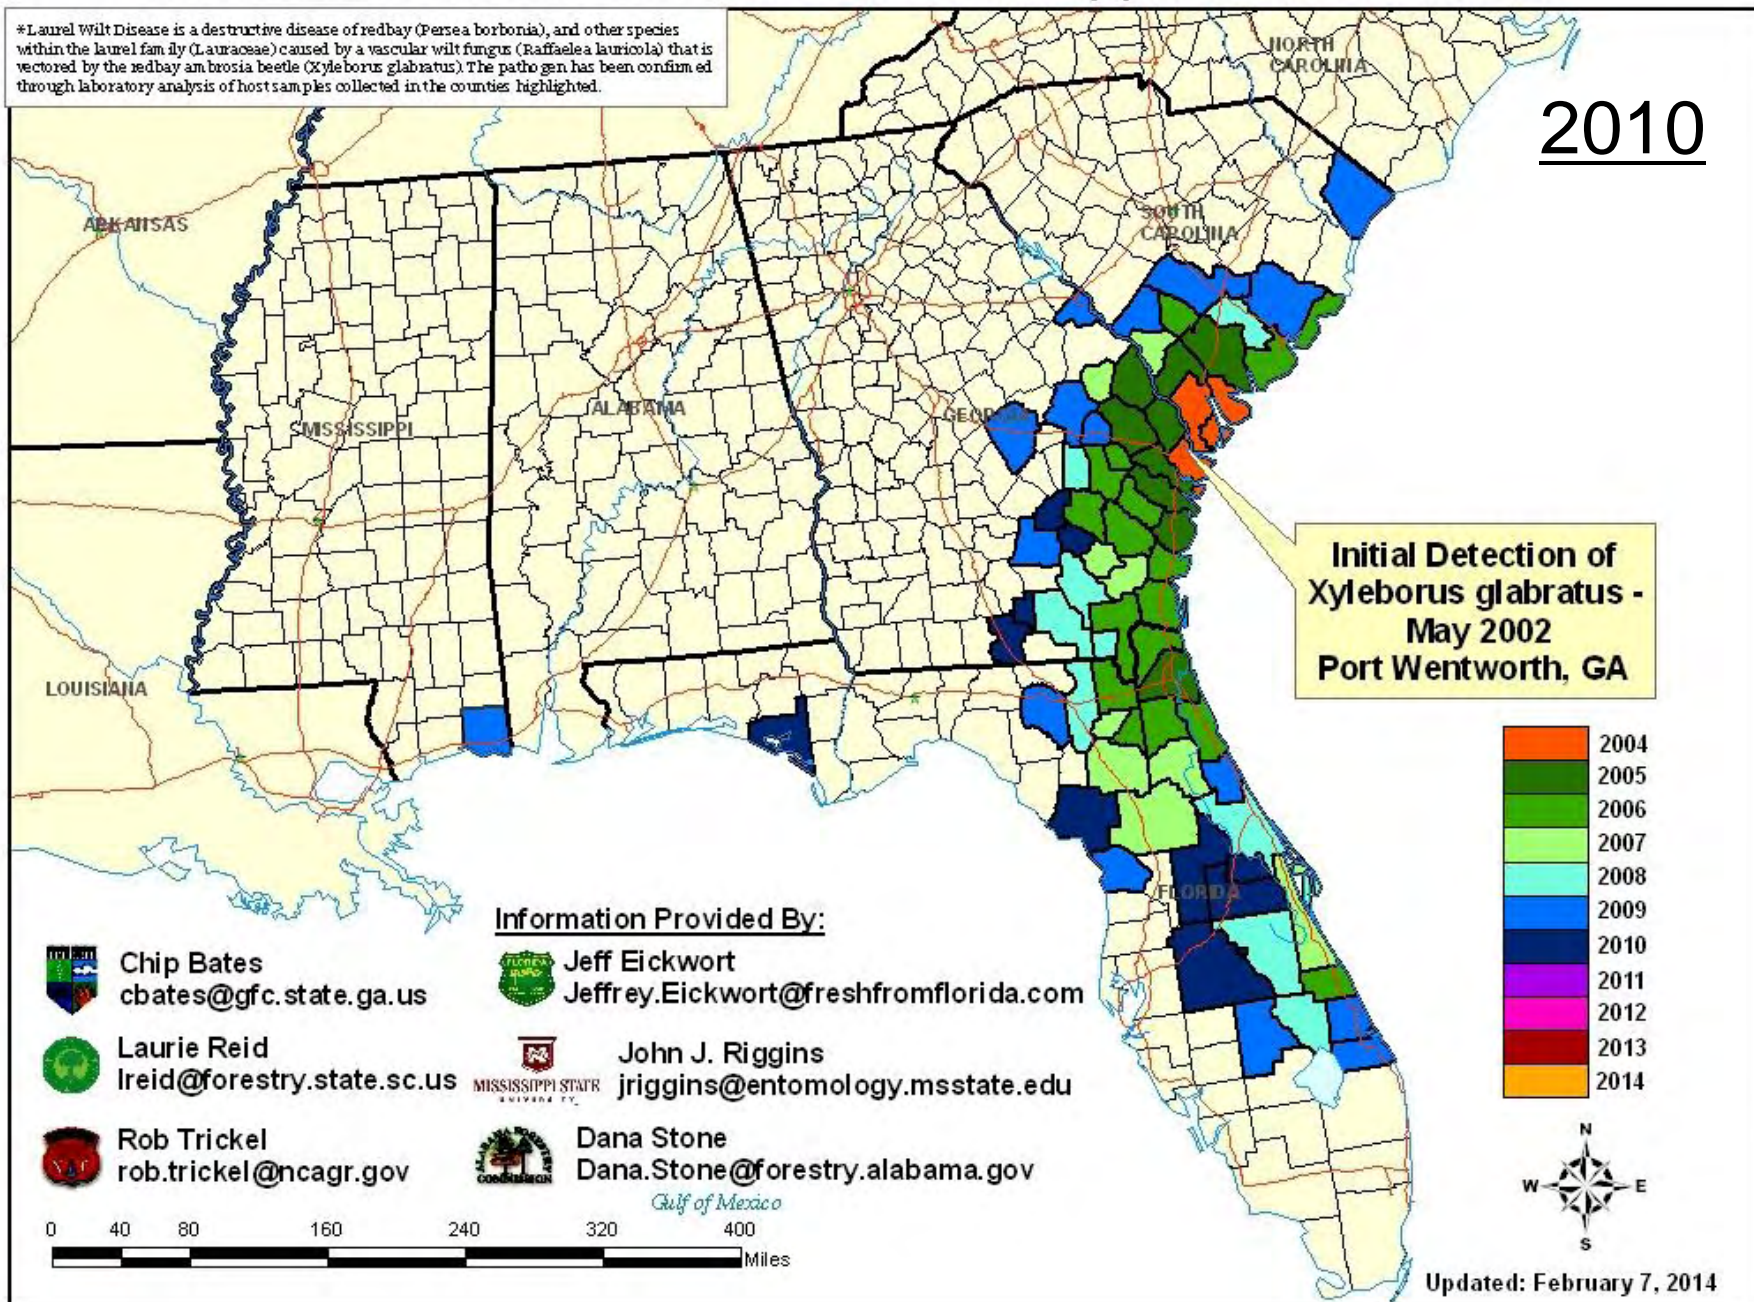 *Laurel Wilt Disease is a destructive disease of redbay (Persea borbonia), and other species
within the laurel family (Lauraceae) caused by a vascular wilt fungus (Raffaelea lauricola) that is
vectored by the redbay ambrosia beetle (Xyleborus glabratus). The pathogen has been confirmed
through laboratory analysis of host samples collected in the counties highlighted.
NORTH
CAROLINA
2010
ARKANSAS
SOUTH
CAROLINA
MISSISSIPPI
ALABAMA
GEORGIA
LOUISIANA
FLORIDA
Initial Detection of
Xyleborus glabratus -
May 2002
Port Wentworth, GA
2004
2005
2006
2007
2008
2009
2010
2011
2012
2013
2014
Information Provided By:
Chip Bates
cbates@gfc.state.ga.us
Jeff Eickwort
Jeffrey.Eickwort@freshfromflorida.com
Laurie Reid
lreid@forestry.state.sc.us
MISSISSIPPI STATE
UNIVERSITY
John J. Riggins
jriggins@entomology.msstate.edu
Rob Trickel
rob.trickel@ncagr.gov
ALABAMA FORESTRY
COMMISSION
Dana Stone
Dana.Stone@forestry.alabama.gov
Gulf of Mexico
0 40 80 160 240 320 400
Miles
N
W E
S
Updated: February 7, 2014